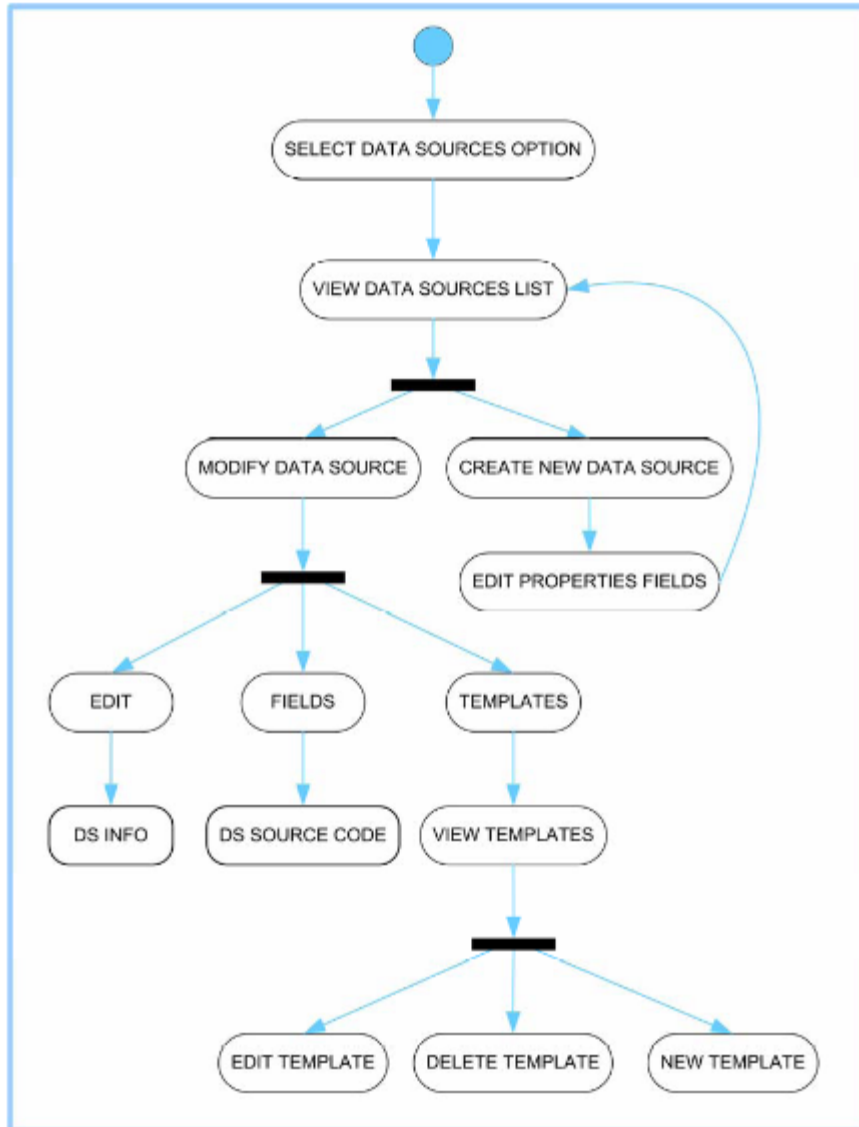 SELECT DATA SOURCES OPTION
VIEW DATA SOURCES LIST
MODIFY DATA SOURCE
CREATE NEW DATA SOURCE
EDIT PROPERTIES FIELDS
EDIT
FIELDS
TEMPLATES
DS INFO
DS SOURCE CODE
VIEW TEMPLATES
EDIT TEMPLATE
DELETE TEMPLATE
NEW TEMPLATE